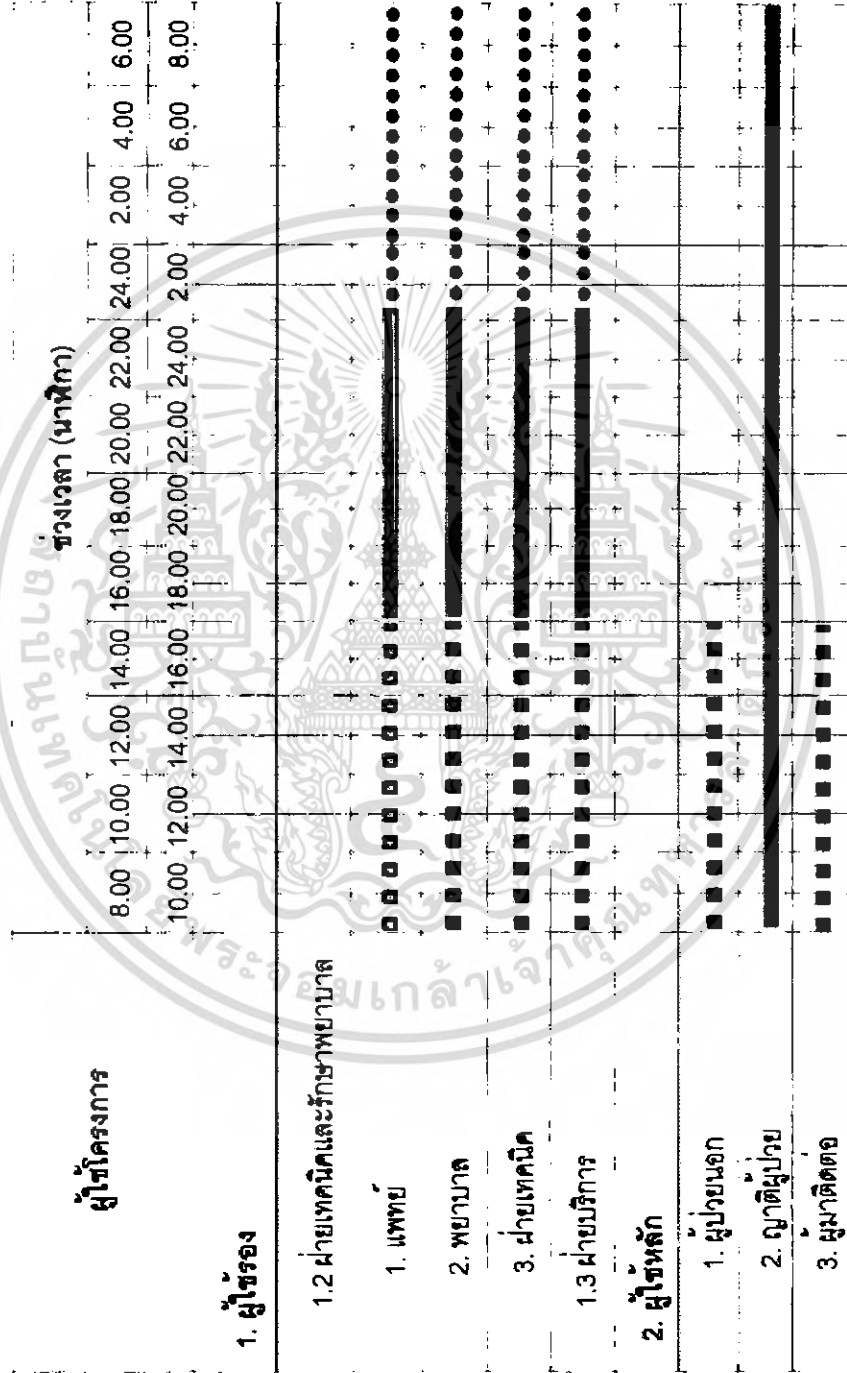 ผู้ใช้โครงการ
ช่วงเวลา (นาฬิกา)
8.00 10.00 12.00 14.00 16.00 18.00 20.00 22.00 24.00 2.00 4.00 6.00
10.00 12.00 14.00 16.00 18.00 20.00 22.00 24.00 2.00 4.00 6.00 8.00
1. ผู้ใช้รอง
1.2 ฝ่ายเทคนิคและรักษาพยาบาล
1. แพทย์
2. พยาบาล
3. ฝ่ายเทคนิค
1.3 ฝ่ายบริการ
2. ผู้ใช้หลัก
1. ผู้ป่วยนอก
2. ญาติผู้ป่วย
3. ผู้มาติดตอ